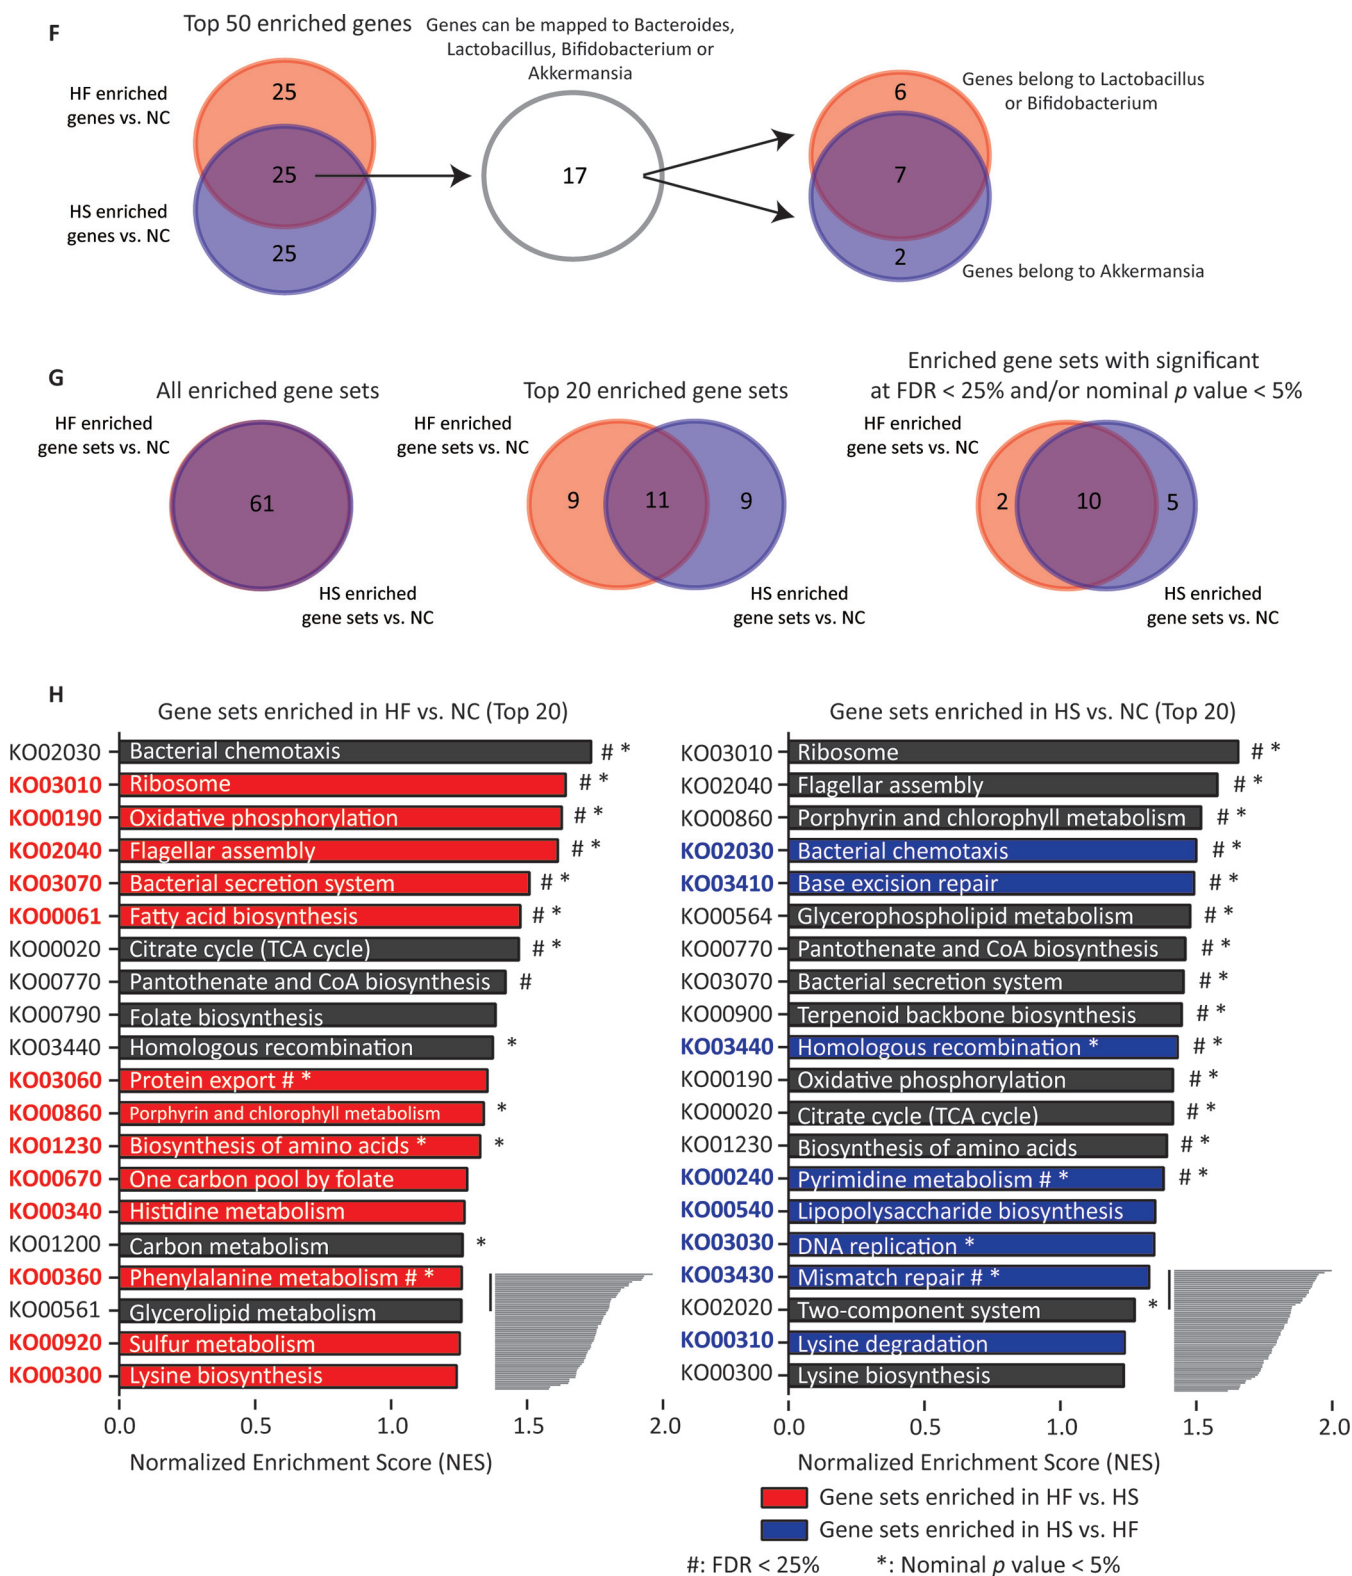 F
Top 50 enriched genes
Genes can be mapped to Bacteroides,
Lactobacillus, Bifidobacterium or
Akkermansia
HF enriched
genes vs. NC
HS enriched
genes vs. NC
25
25
25
17
6
7
2
Genes belong to Lactobacillus
or Bifidobacterium
Genes belong to Akkermansia
G
All enriched gene sets
HF enriched
gene sets vs. NC
61
HS enriched
gene sets vs. NC
Top 20 enriched gene sets
HF enriched
gene sets vs. NC
9
11
9
HS enriched
gene sets vs. NC
Enriched gene sets with significant
at FDR < 25% and/or nominal p value < 5%
HF enriched
gene sets vs. NC
2
10
5
HS enriched
gene sets vs. NC
H
Gene sets enriched in HF vs. NC (Top 20)
KO02030 Bacterial chemotaxis # *
KO03010 Ribosome # *
KO00190 Oxidative phosphorylation # *
KO02040 Flagellar assembly # *
KO03070 Bacterial secretion system # *
KO00061 Fatty acid biosynthesis # *
KO00020 Citrate cycle (TCA cycle) # *
KO00770 Pantothenate and CoA biosynthesis #
KO00790 Folate biosynthesis
KO03440 Homologous recombination *
KO03060 Protein export # *
KO00860 Porphyrin and chlorophyll metabolism *
KO01230 Biosynthesis of amino acids * *
KO00670 One carbon pool by folate
KO00340 Histidine metabolism
KO01200 Carbon metabolism *
KO00360 Phenylalanine metabolism # *
KO00561 Glycerolipid metabolism
KO00920 Sulfur metabolism
KO00300 Lysine biosynthesis
0.0 0.5 1.0 1.5 2.0
Normalized Enrichment Score (NES)
Gene sets enriched in HS vs. NC (Top 20)
KO03010 Ribosome # *
KO02040 Flagellar assembly # *
KO00860 Porphyrin and chlorophyll metabolism # *
KO02030 Bacterial chemotaxis # *
KO03410 Base excision repair # *
KO00564 Glycerophospholipid metabolism # *
KO00770 Pantothenate and CoA biosynthesis # *
KO03070 Bacterial secretion system # *
KO00900 Terpenoid backbone biosynthesis # *
KO03440 Homologous recombination * # *
KO00190 Oxidative phosphorylation # *
KO00020 Citrate cycle (TCA cycle) # *
KO01230 Biosynthesis of amino acids # *
KO00240 Pyrimidine metabolism # * # *
KO00540 Lipopolysaccharide biosynthesis
KO03030 DNA replication *
KO03430 Mismatch repair # *
KO02020 Two-component system *
KO00310 Lysine degradation
KO00300 Lysine biosynthesis
0.0 0.5 1.0 1.5 2.0
Normalized Enrichment Score (NES)
Gene sets enriched in HF vs. HS
Gene sets enriched in HS vs. HF
#: FDR < 25% *: Nominal p value < 5%